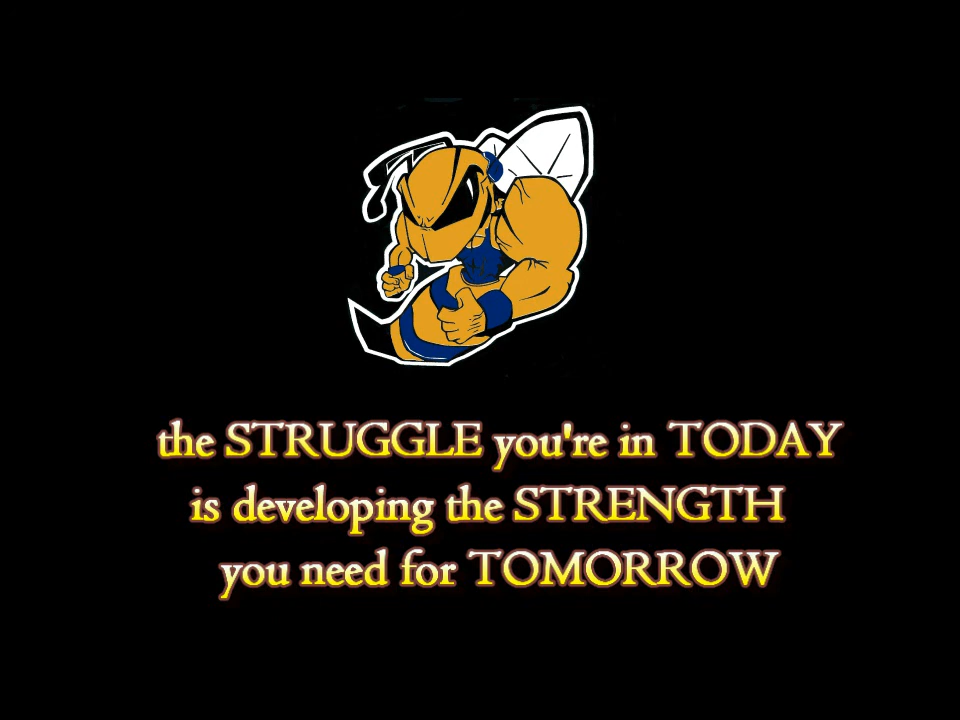 the STRUGGLE you're in TODAY
is developing the STRENGTH
you need for TOMORROW